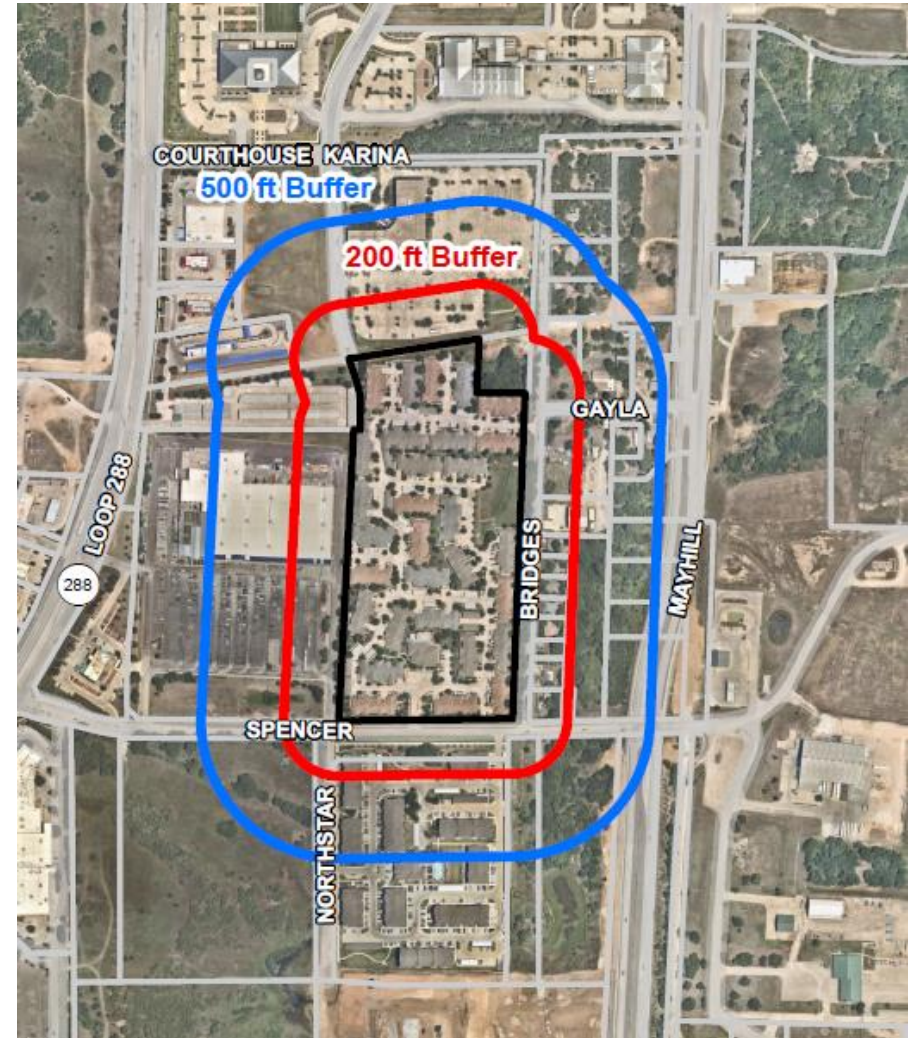 COURTHOUSE KARINA
500 ft Buffer
200 ft Buffer
GAYLA
LOOP 288
288
BRIDGES
MAYHILL
SPENCER
NORTHSTAR